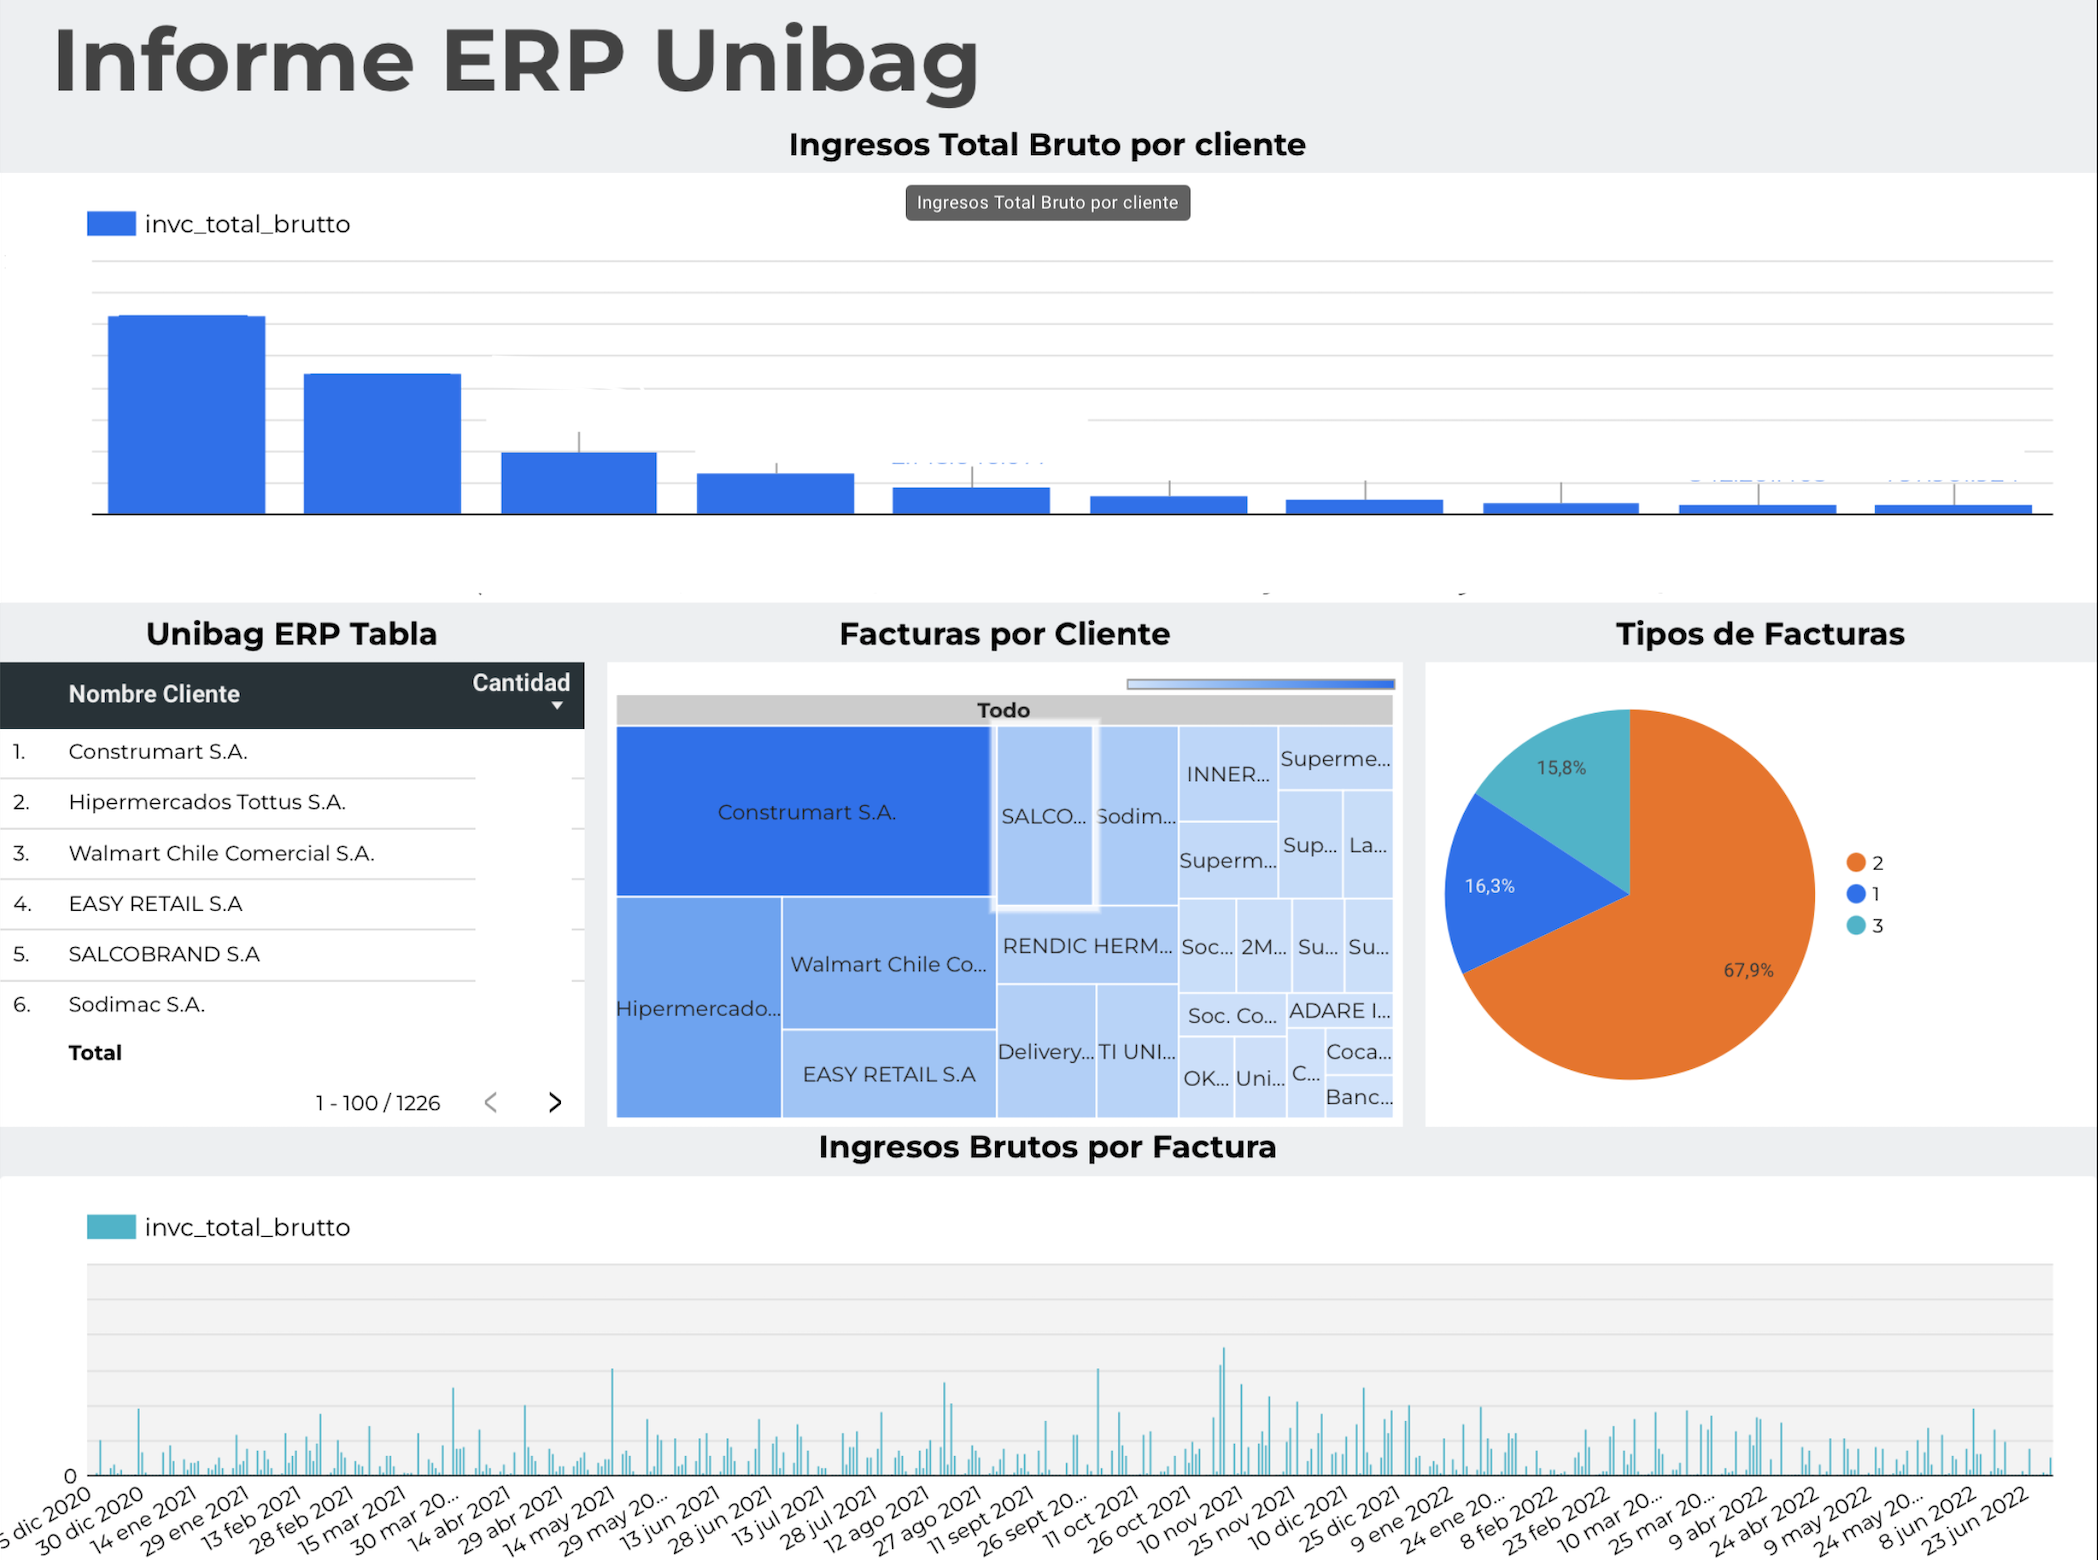 Informe ERP Unibag
Ingresos Total Bruto por cliente
Ingresos Total Bruto por cliente
invc_total_brutto
Unibag ERP Tabla
Nombre Cliente Cantidad
1. Construmart S.A.
2. Hipermercados Tottus S.A.
3. Walmart Chile Comercial S.A.
4. EASY RETAIL S.A
5. SALCOBRAND S.A
6. Sodimac S.A.
Total
1 - 100 / 1226
Facturas por Cliente
Todo
Construmart S.A.
SALCO...
Sodim...
INNER...
Superme...
Superm...
Sup...
La...
Hipermercado...
Walmart Chile Co...
EASY RETAIL S.A
RENDIC HERM...
Delivery...
TI UNI...
Soc...
2M...
Su...
Su...
Soc. Co...
ADARE I...
OK...
Uni...
C...
Coca...
Banc...
Tipos de Facturas
15,8%
16,3%
67,9%
2
1
3
Ingresos Brutos por Factura
invc_total_brutto
0
5 dic 2020
30 dic 2020
14 ene 2021
29 ene 2021
13 feb 2021
28 feb 2021
15 mar 2021
30 mar 20...
14 abr 2021
29 abr 2021
14 may 2021
29 may 20...
13 jun 2021
28 jun 2021
13 jul 2021
28 jul 2021
12 ago 2021
27 ago 2021
11 sept 2021
26 sept 20...
11 oct 2021
26 oct 2021
10 nov 2021
25 nov 2021
10 dic 2021
25 dic 2021
9 ene 2022
24 ene 20...
8 feb 2022
23 feb 2022
10 mar 20...
25 mar 20...
9 abr 2022
24 abr 2022
9 may 2022
24 may 20...
8 jun 2022
23 jun 2022